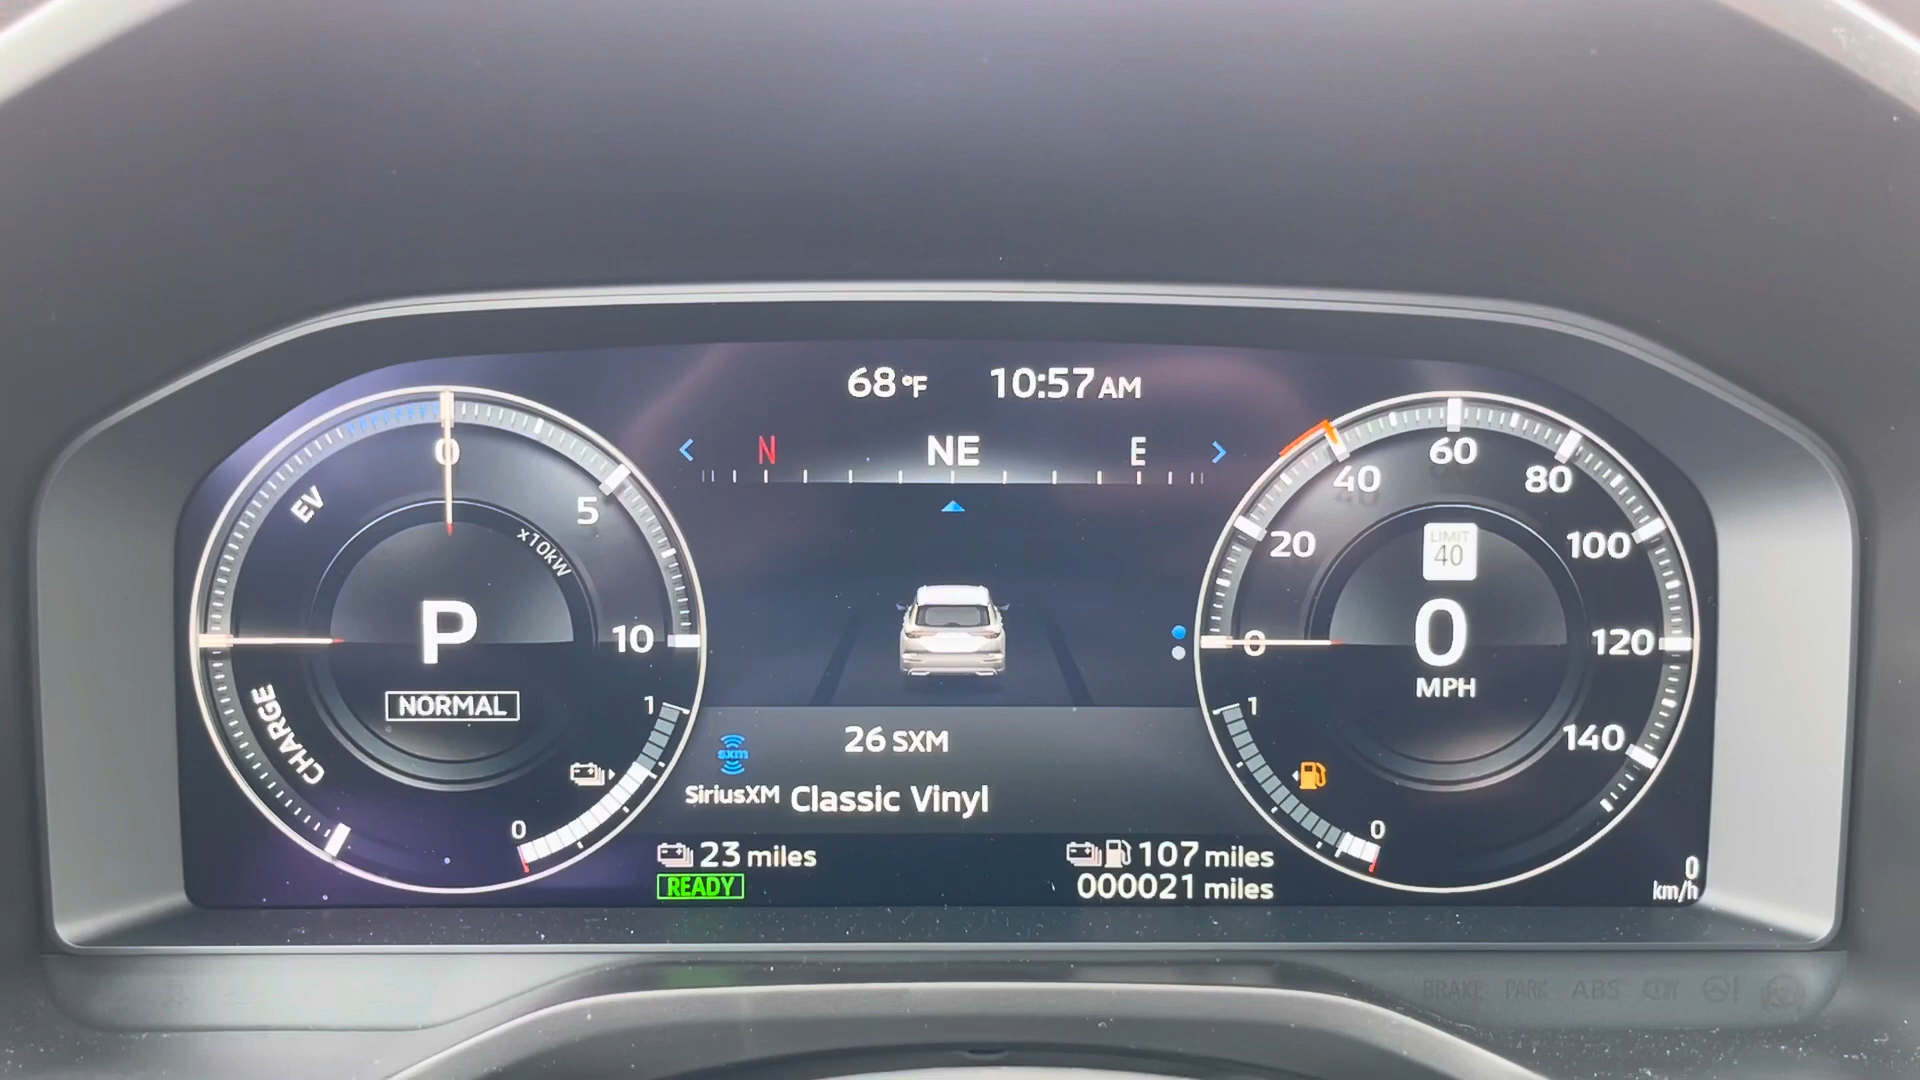 68 °F 10:57 AM
< N NE E >
0
5
10
x10kW
EV
CHARGE
P
NORMAL
1
0
20
40
60
80
100
120
140
0
LIMIT
40
0
MPH
1
0
sxm
SiriusXM
26 SXM
Classic Vinyl
23 miles
READY
107 miles
000021 miles
0
km/h
BRAKE PARK ABS